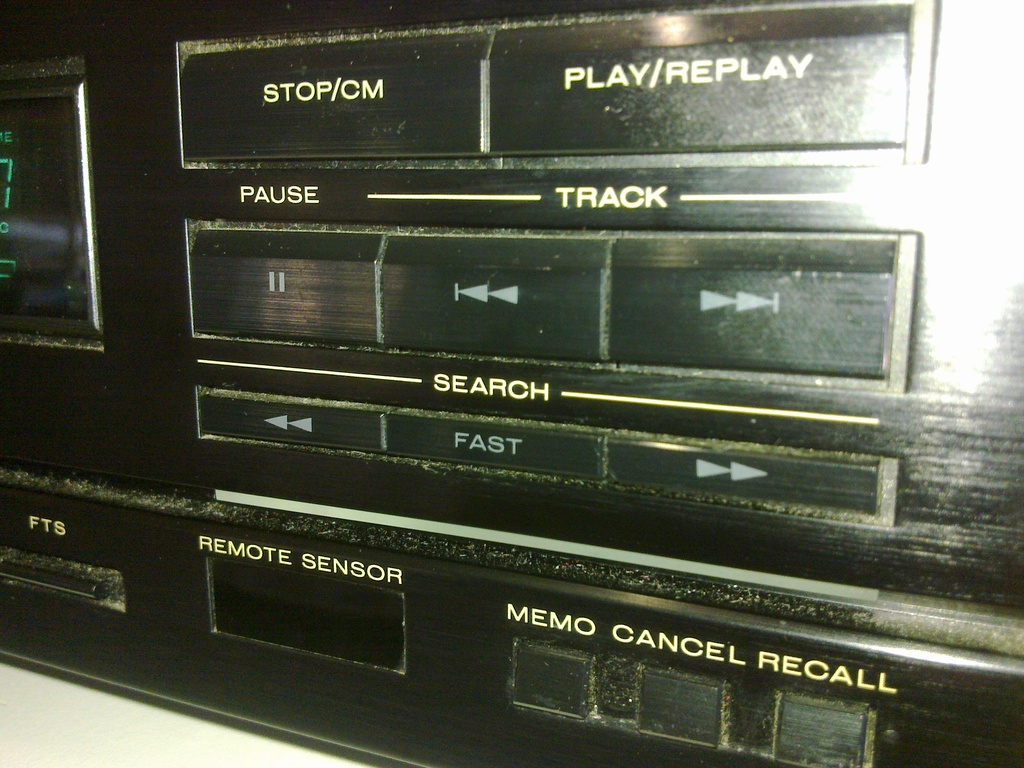 STOP/CM
PLAY/REPLAY
PAUSE
TRACK
SEARCH
FAST
FTS
REMOTE SENSOR
MEMO CANCEL RECALL